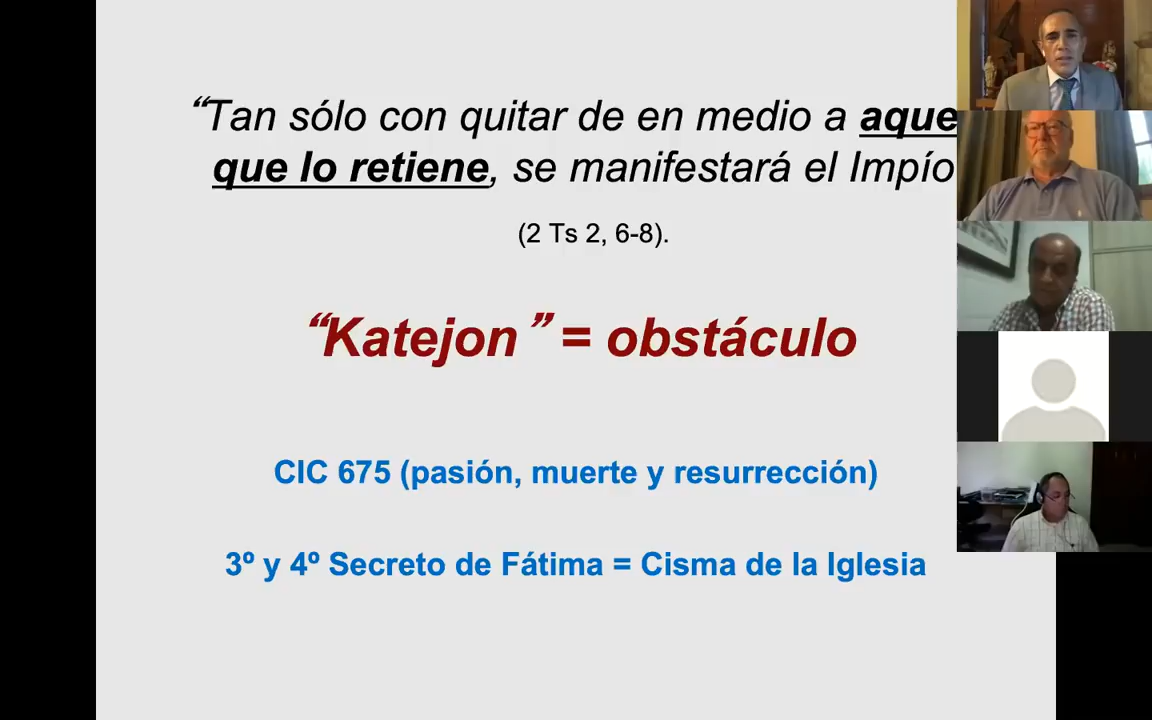 “Tan sólo con quitar de en medio a aque
que lo retiene, se manifestará el Impío
(2 Ts 2, 6-8).
“Katejon” = obstáculo
CIC 675 (pasión, muerte y resurrección)
3º y 4º Secreto de Fátima = Cisma de la Iglesia